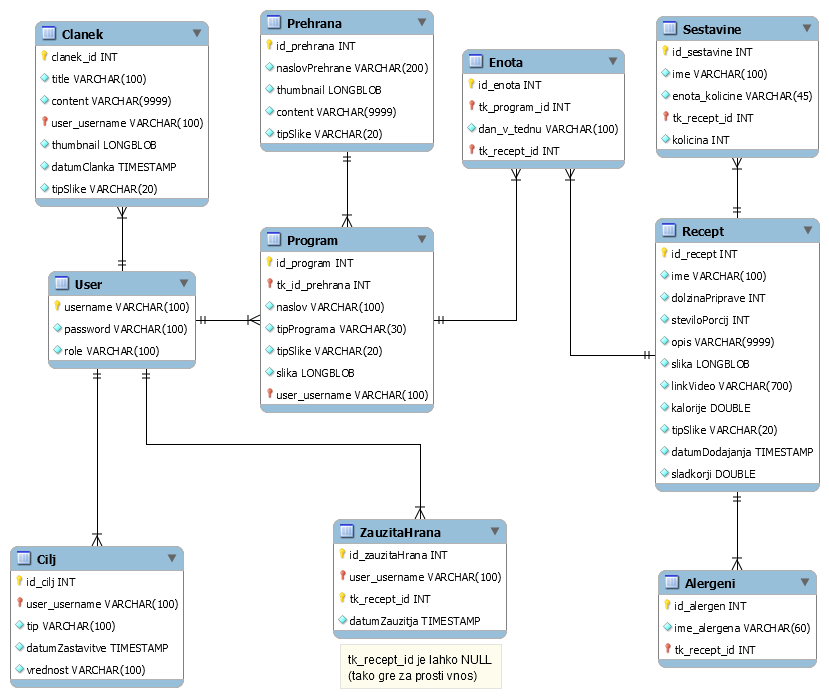 Clanek
clanek_id INT
title VARCHAR(100)
content VARCHAR(9999)
user_username VARCHAR(100)
thumbnail LONGBLOB
datumClanka TIMESTAMP
tipSlike VARCHAR(20)
Prehrana
id_prehrana INT
naslovPrehrane VARCHAR(200)
thumbnail LONGBLOB
content VARCHAR(9999)
tipSlike VARCHAR(20)
Enota
id_enota INT
tk_program_id INT
dan_v_tednu VARCHAR(100)
tk_recept_id INT
Sestavine
id_sestavine INT
ime VARCHAR(100)
enota_kolicine VARCHAR(45)
tk_recept_id INT
kolicina INT
User
username VARCHAR(100)
password VARCHAR(100)
role VARCHAR(100)
Program
id_program INT
tk_id_prehrana INT
naslov VARCHAR(100)
tipPrograma VARCHAR(30)
tipSlike VARCHAR(20)
slika LONGBLOB
user_username VARCHAR(100)
Recept
id_recept INT
ime VARCHAR(100)
dolzinaPriprave INT
steviloPorcij INT
opis VARCHAR(9999)
slika LONGBLOB
linkVideo VARCHAR(700)
kalorije DOUBLE
tipSlike VARCHAR(20)
datumDodajanja TIMESTAMP
sladkorji DOUBLE
Cilj
id_cilj INT
user_username VARCHAR(100)
tip VARCHAR(100)
datumZastavitve TIMESTAMP
vrednost VARCHAR(100)
ZauzitaHrana
id_zauzitaHrana INT
user_username VARCHAR(100)
tk_recept_id INT
datumZauzitja TIMESTAMP
tk_recept_id je lahko NULL
(tako gre za prosti vnos)
Alergeni
id_alergen INT
ime_alergena VARCHAR(60)
tk_recept_id INT